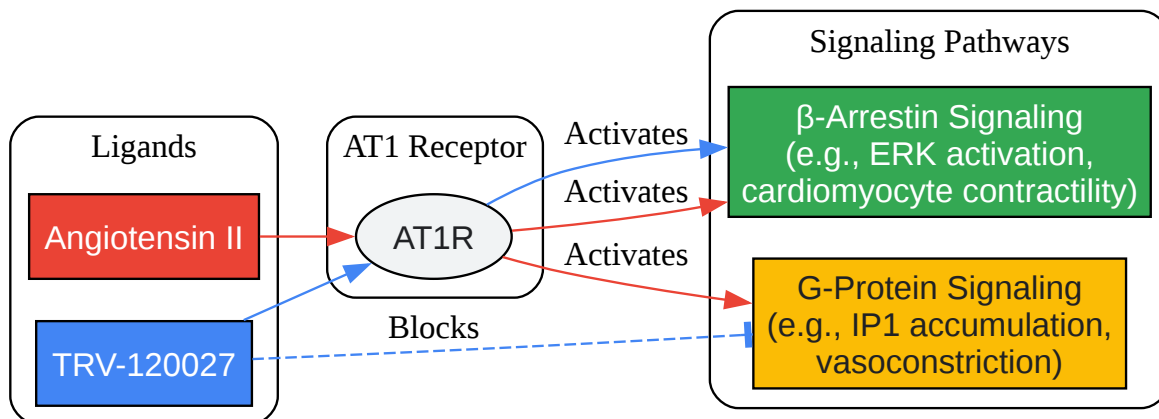 Signaling Pathways
Ligands
AT1 Receptor
Angiotensin II
TRV-120027
AT1R
Activates
Activates
Activates
Blocks
β-Arrestin Signaling
(e.g., ERK activation,
cardiomyocyte contractility)
G-Protein Signaling
(e.g., IP1 accumulation,
vasoconstriction)